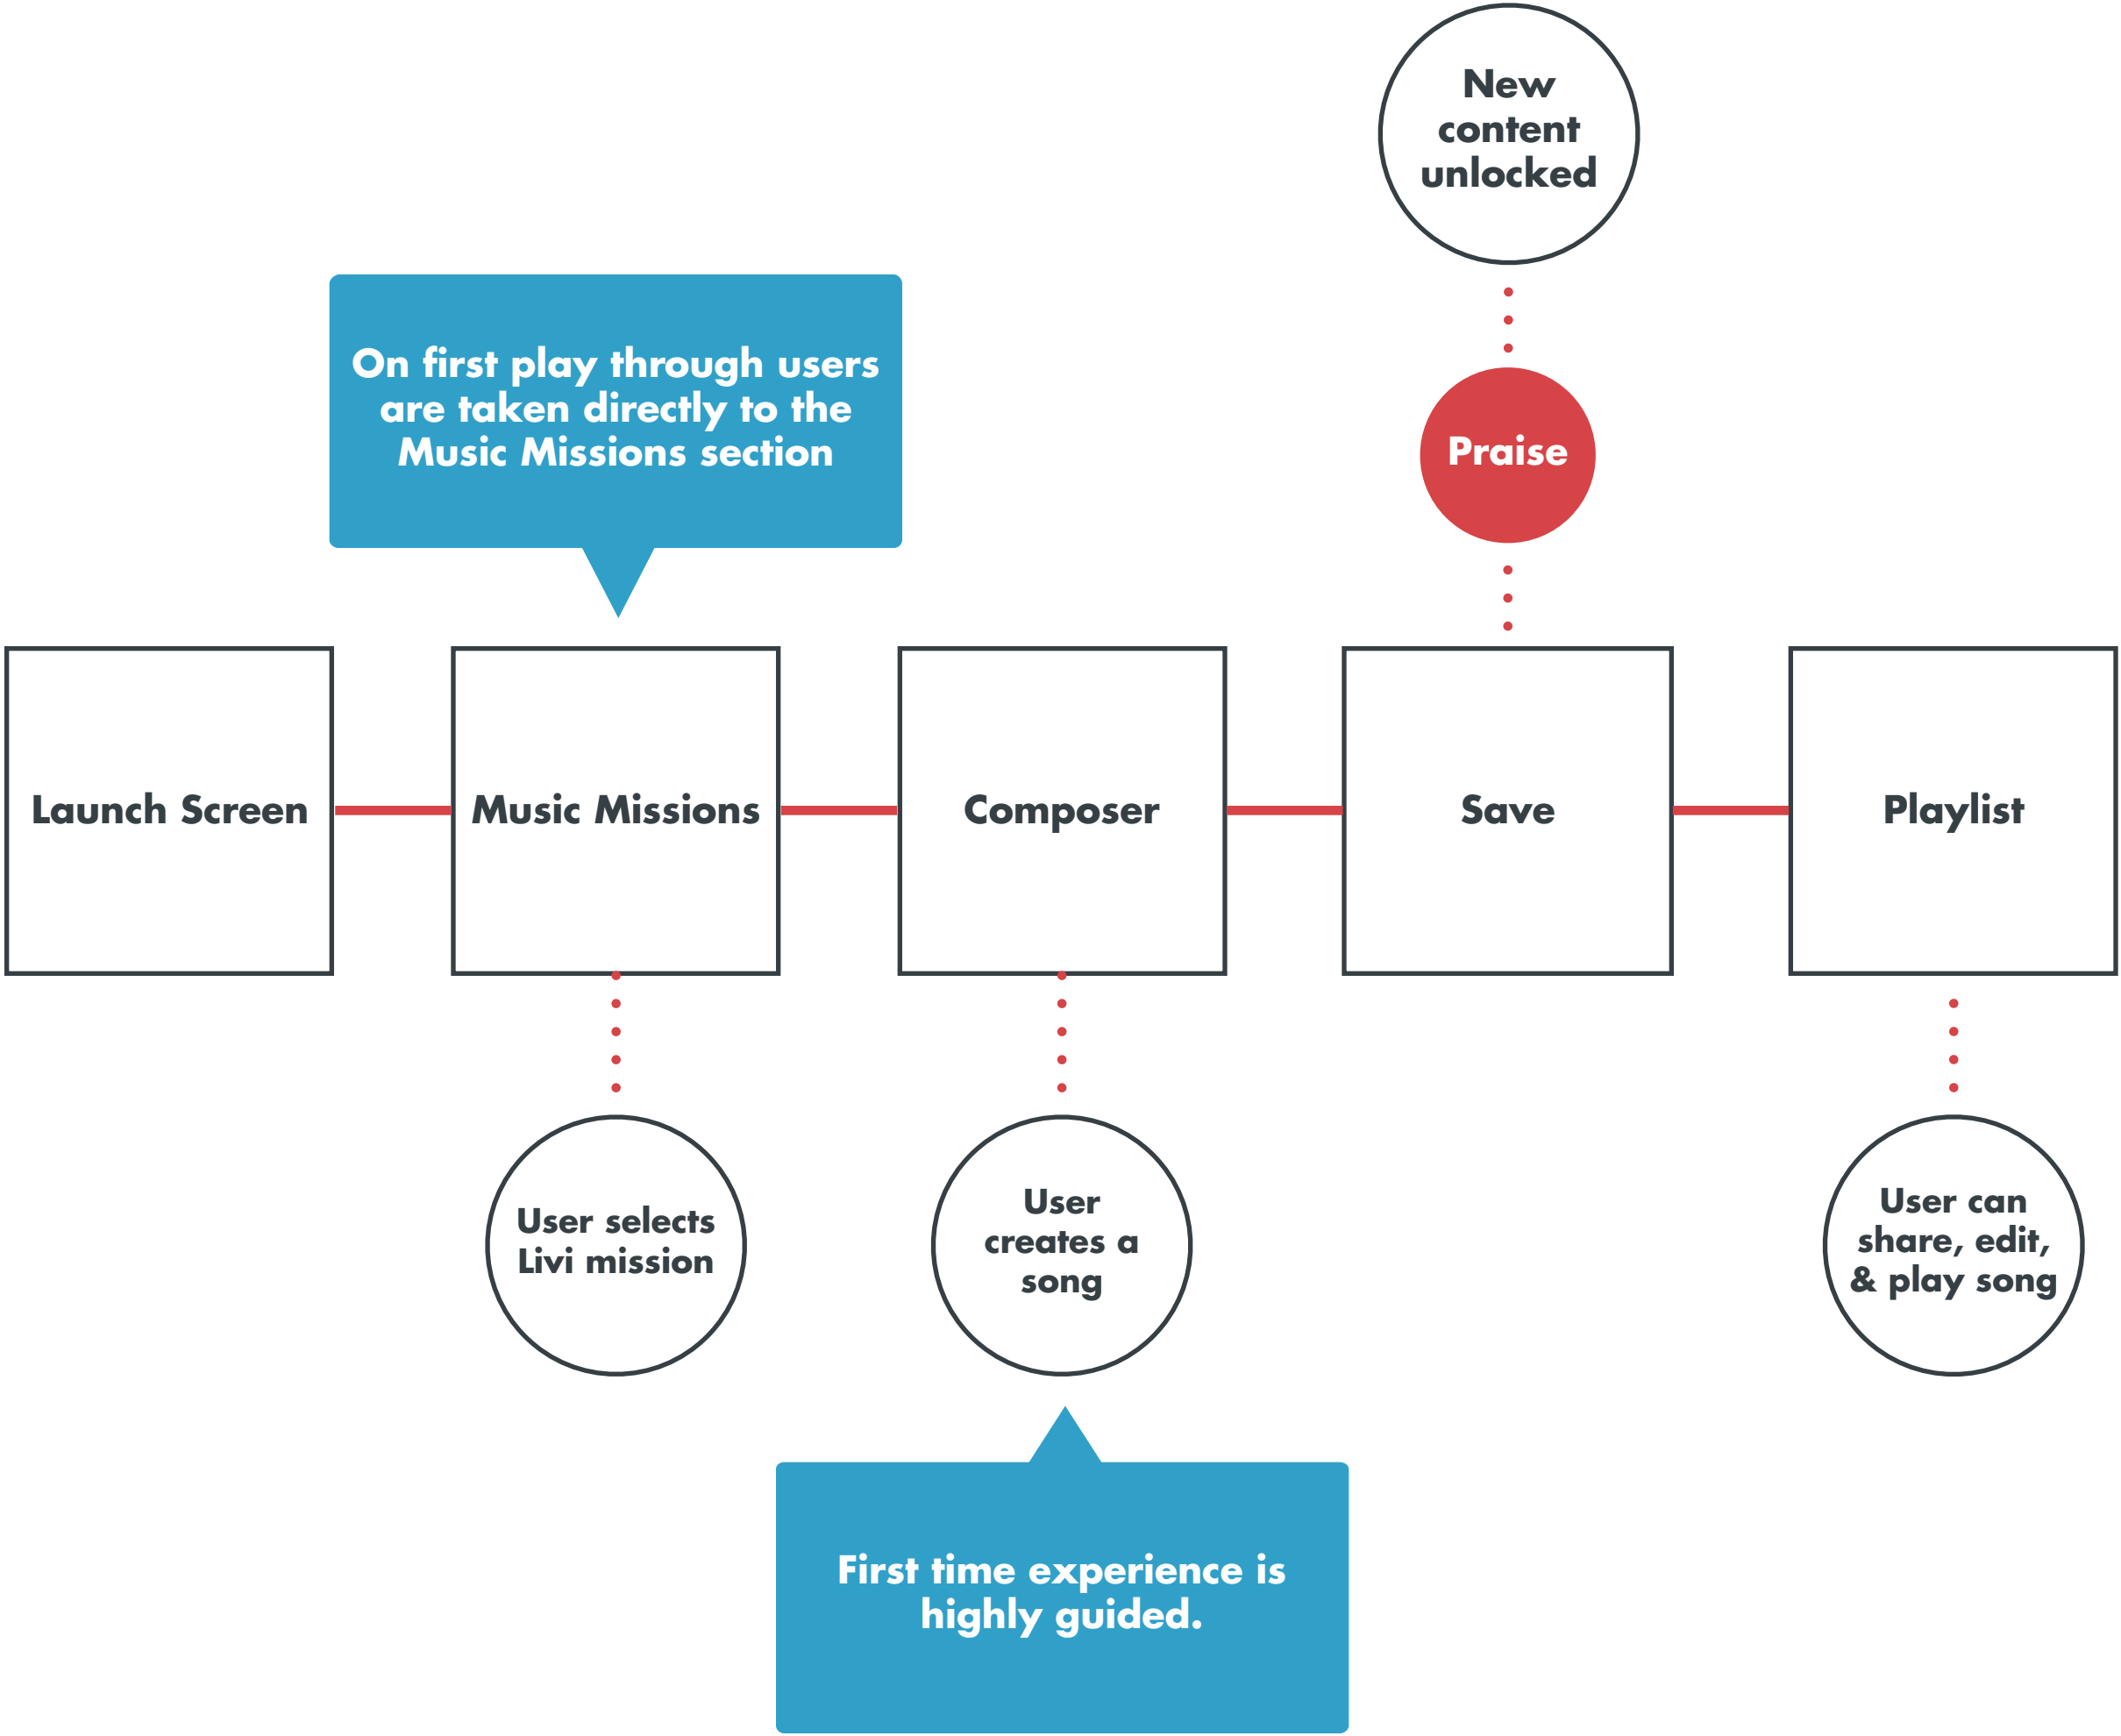 New
content
unlocked
On first play through users
are taken directly to the
Music Missions section
Praise
Launch Screen
Music Missions
Composer
Save
Playlist
User selects
Livi mission
User
creates a
song
User can
share, edit,
& play song
First time experience is
highly guided.